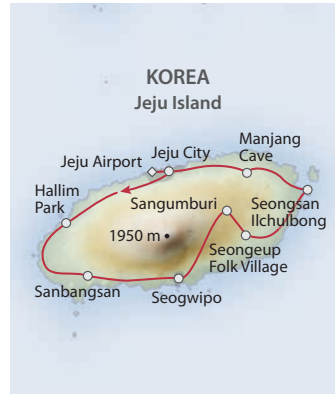 KOREA
Jeju Island
Manjang
Cave
Jeju City
Jeju Airport
Hallim
Park
Sangumburi
Seongsan
Ilchulbong
1950 m
Seongeup
Folk Village
Sanbangsan
Seogwipo